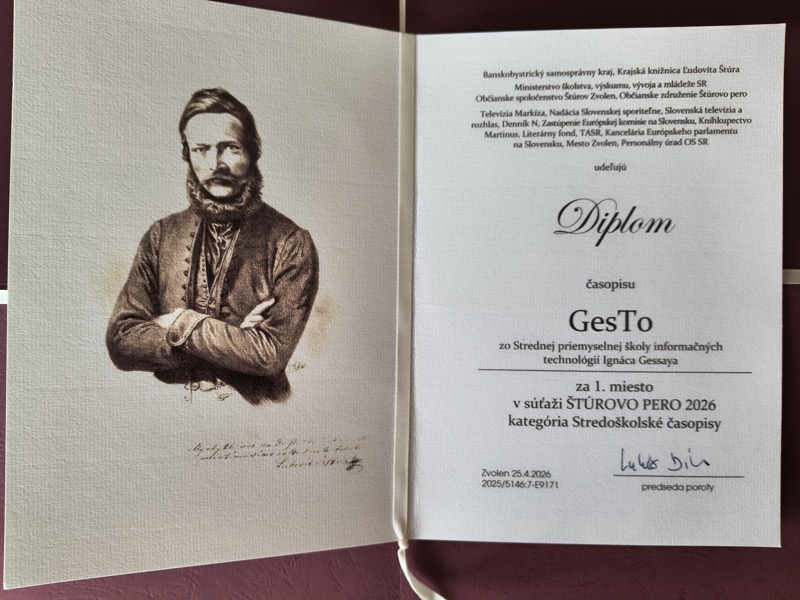 Banskobystrický samosprávny kraj, Krajská knižnica Ľudovíta Štúra
Ministerstvo školstva, výskumu, vývoja a mládeže SR
Občianske spoločenstvo Štúrov Zvolen, Občianske združenie Štúrovo pero
Televízia Markíza, Nadácia Slovenskej sporiteľne, Slovenská televízia a
rozhlas, Denník N, Zastúpenie Európskej komisie na Slovensku, Kníhkupectvo
Martinus, Literárny fond, TASR, Kancelária Európskeho parlamentu
na Slovensku, Mesto Zvolen, Personálny úrad OS SR
udeľujú
Diplom
časopisu
GesTo
zo Strednej priemyselnej školy informačných
technológií Ignáca Gessaya
za 1. miesto
v súťaži ŠTÚROVO PERO 2026
kategória Stredoškolské časopisy
Zvolen 25.4.2026
2025/5146:7-E9171
predseda poroty